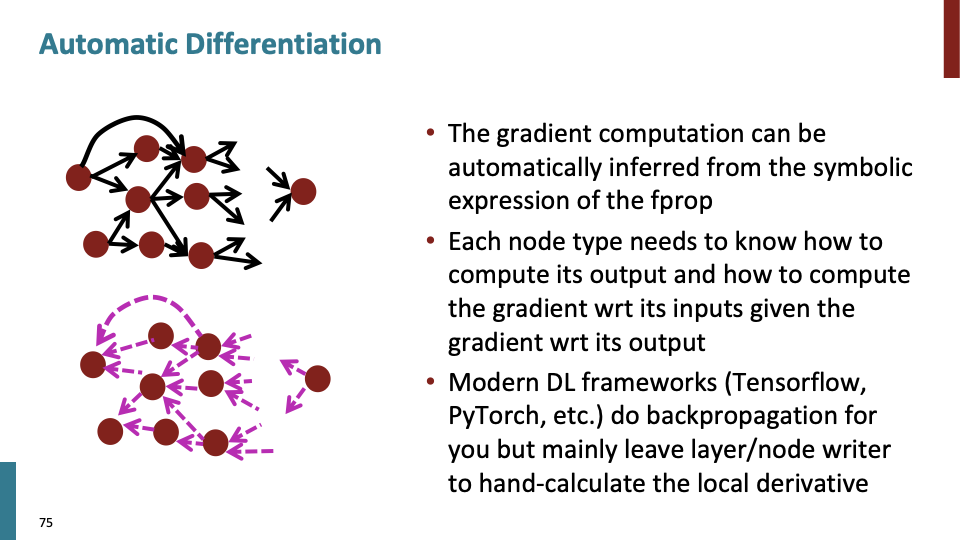 Automatic Differentiation
• The gradient computation can be
automatically inferred from the symbolic
expression of the fprop
• Each node type needs to know how to
compute its output and how to compute
the gradient wrt its inputs given the
gradient wrt its output
• Modern DL frameworks (Tensorflow,
PyTorch, etc.) do backpropagation for
you but mainly leave layer/node writer
to hand-calculate the local derivative
75